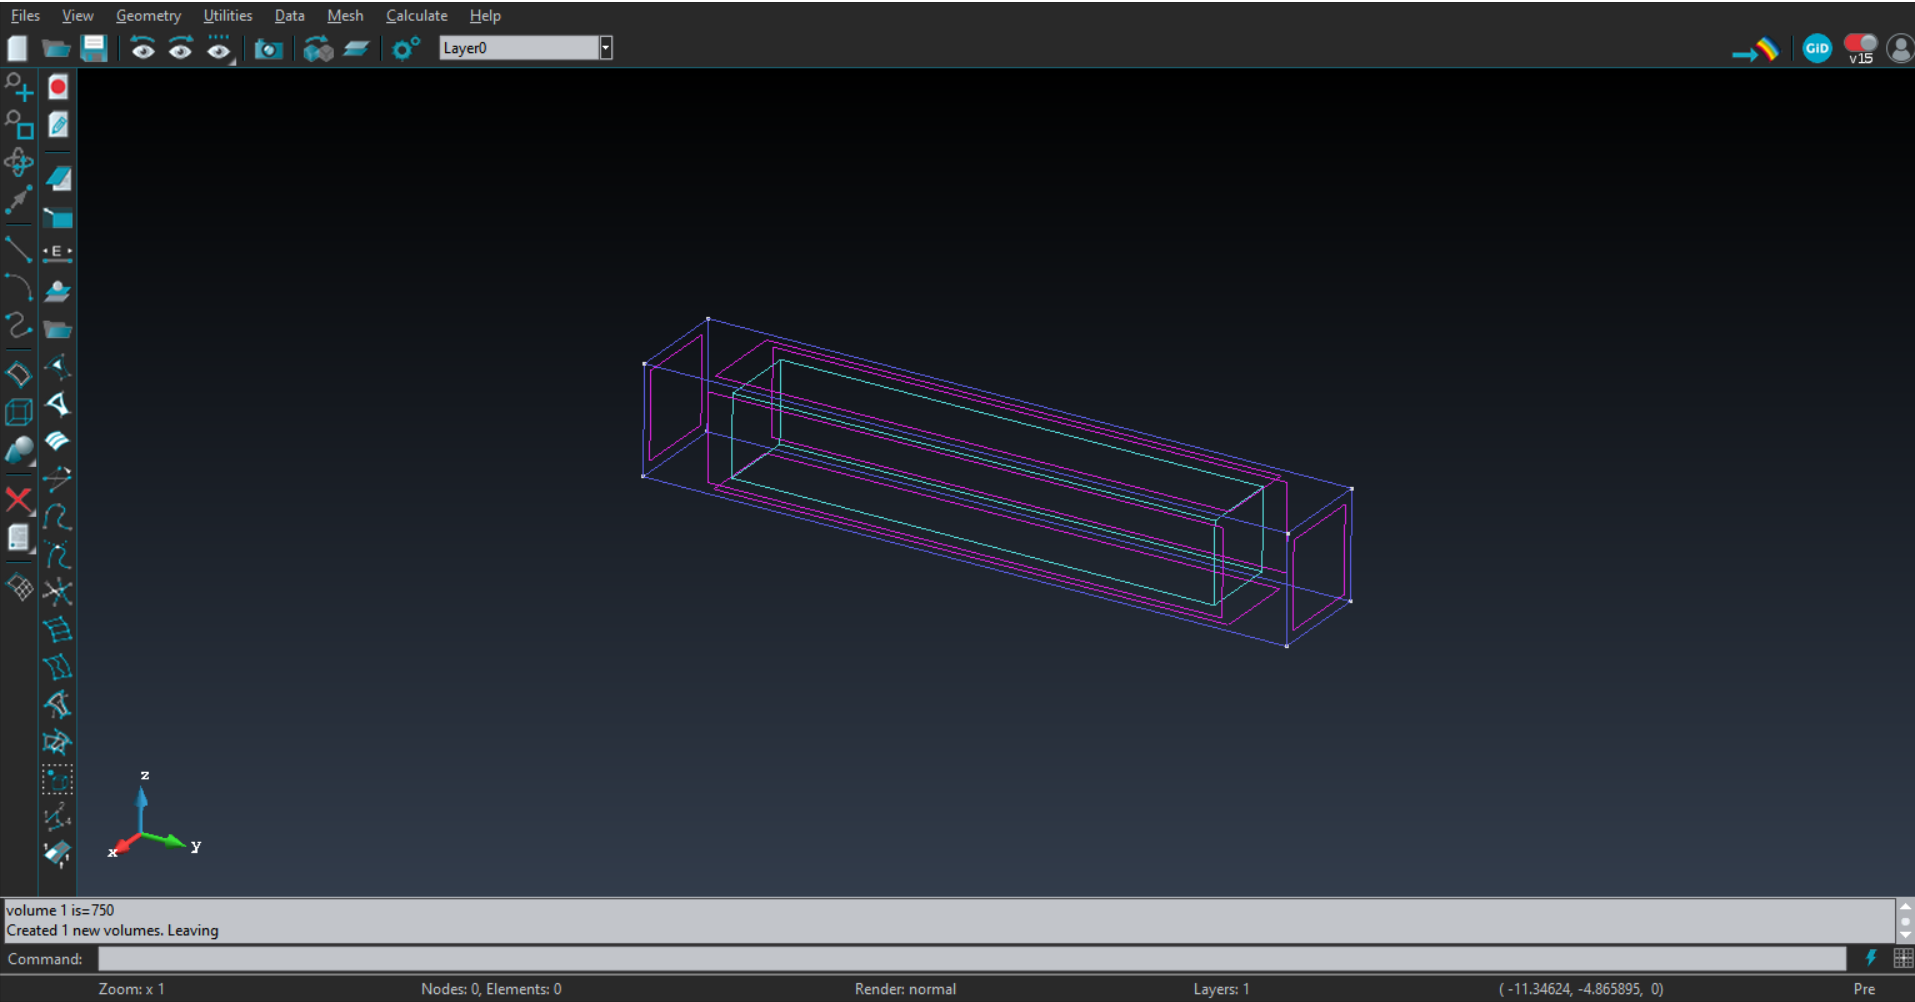 Files View Geometry Utilities Data Mesh Calculate Help
Layer0
GiD
v15
E
z
x
y
volume 1 is=750
Created 1 new volumes. Leaving
Command:
Zoom: x 1 Nodes: 0, Elements: 0 Render: normal Layers: 1 ( -11.34624, -4.865895, 0) Pre